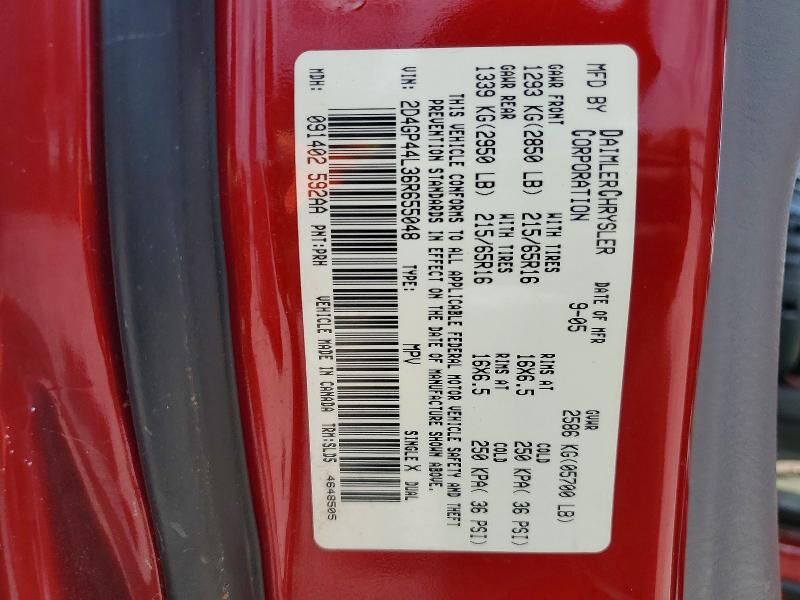 MFD BY DAIMLERCHRYSLER CORPORATION
DATE OF MFR 9-05
GVWR 2586 KG(05700 LB)
GAWR FRONT WITH TIRES RIMS AT COLD
1293 KG(2850 LB) 215/65R16 16X6.5 250 KPA( 36 PSI)
GAWR REAR WITH TIRES RIMS AT COLD
1339 KG(2950 LB) 215/65R16 16X6.5 250 KPA( 36 PSI)
THIS VEHICLE CONFORMS TO ALL APPLICABLE FEDERAL MOTOR VEHICLE SAFETY AND THEFT
PREVENTION STANDARDS IN EFFECT ON THE DATE OF MANUFACTURE SHOWN ABOVE.
VIN: 2D4GP44L36R655048 TYPE: MPV SINGLE X DUAL
MDH: 091402 592AA PNT:PRH VEHICLE MADE IN CANADA TRM:SLD5 4648505